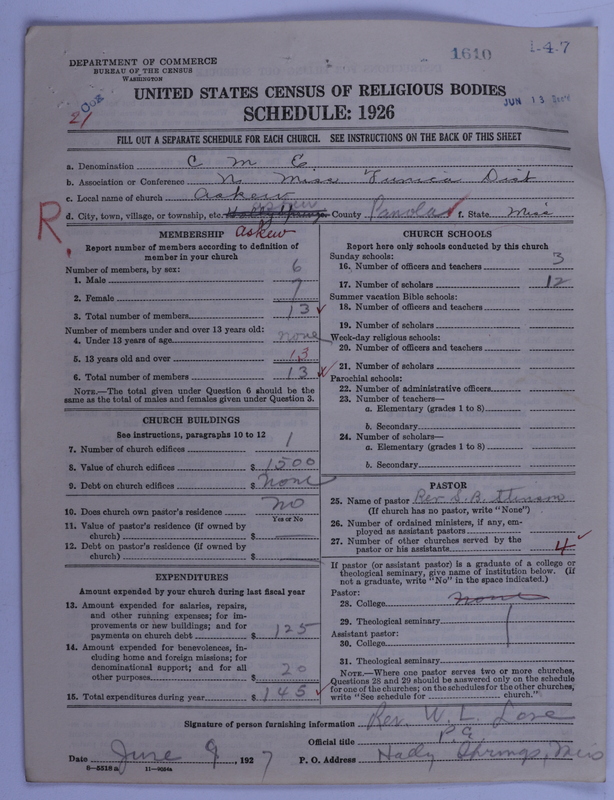 1610
1-4-7
DEPARTMENT OF COMMERCE
BUREAU OF THE CENSUS
WASHINGTON
UNITED STATES CENSUS OF RELIGIOUS BODIES
JUN 13
SCHEDULE: 1926
FILL OUT A SEPARATE SCHEDULE FOR EACH CHURCH. SEE INSTRUCTIONS ON THE BACK OF THIS SHEET
a. Denomination C M E
b. Association or Conference N. Miss Tunica Dist
c. Local name of church Askew
d. City, town, village, or township, etc. Holly Springs Askew County Panola f. State Miss
R.
Askew
MEMBERSHIP
Report number of members according to definition of
member in your church
Number of members, by sex:
1. Male 6
2. Female 7
3. Total number of members 13
Number of members under and over 13 years old:
4. Under 13 years of age none
5. 13 years old and over 13
6. Total number of members 13
NOTE.—The total given under Question 6 should be
the same as the total of males and females given under Question 3.
CHURCH BUILDINGS
See instructions, paragraphs 10 to 12
7. Number of church edifices 1
8. Value of church edifices $ 1500
9. Debt on church edifices $ None
10. Does church own pastor's residence no
Yes or No
11. Value of pastor's residence (if owned by
church) $
12. Debt on pastor's residence (if owned by
church) $
EXPENDITURES
Amount expended by your church during last fiscal year
13. Amount expended for salaries, repairs,
and other running expenses; for im-
provements or new buildings; and for
payments on church debt $ 125
14. Amount expended for benevolences, in-
cluding home and foreign missions; for
denominational support; and for all
other purposes $ 20
15. Total expenditures during year $ 145
CHURCH SCHOOLS
Report here only schools conducted by this church
Sunday schools:
16. Number of officers and teachers 3
17. Number of scholars 12
Summer vacation Bible schools:
18. Number of officers and teachers
19. Number of scholars
Week-day religious schools:
20. Number of officers and teachers
21. Number of scholars
Parochial schools:
22. Number of administrative officers
23. Number of teachers—
a. Elementary (grades 1 to 8)
b. Secondary
24. Number of scholars—
a. Elementary (grades 1 to 8)
b. Secondary
PASTOR
25. Name of pastor Rev. S. B.
(If church has no pastor, write "None")
26. Number of ordained ministers, if any, em-
ployed as assistant pastors
27. Number of other churches served by the
pastor or his assistants 4
If pastor (or assistant pastor) is a graduate of a college or
theological seminary, give name of institution below. (If
not a graduate, write "No" in the space indicated.)
Pastor:
28. College none
29. Theological seminary
Assistant pastor:
30. College
31. Theological seminary
NOTE.—Where one pastor serves two or more churches,
Questions 28 and 29 should be answered only on the schedule
for one of the churches; on the schedules for the other churches,
write "See schedule for church."
Signature of person furnishing information Rev. W. L. Love
Official title P. E.
Date June 9, 1927 P. O. Address Holly Springs, Miss
8—5516a 11—9084a